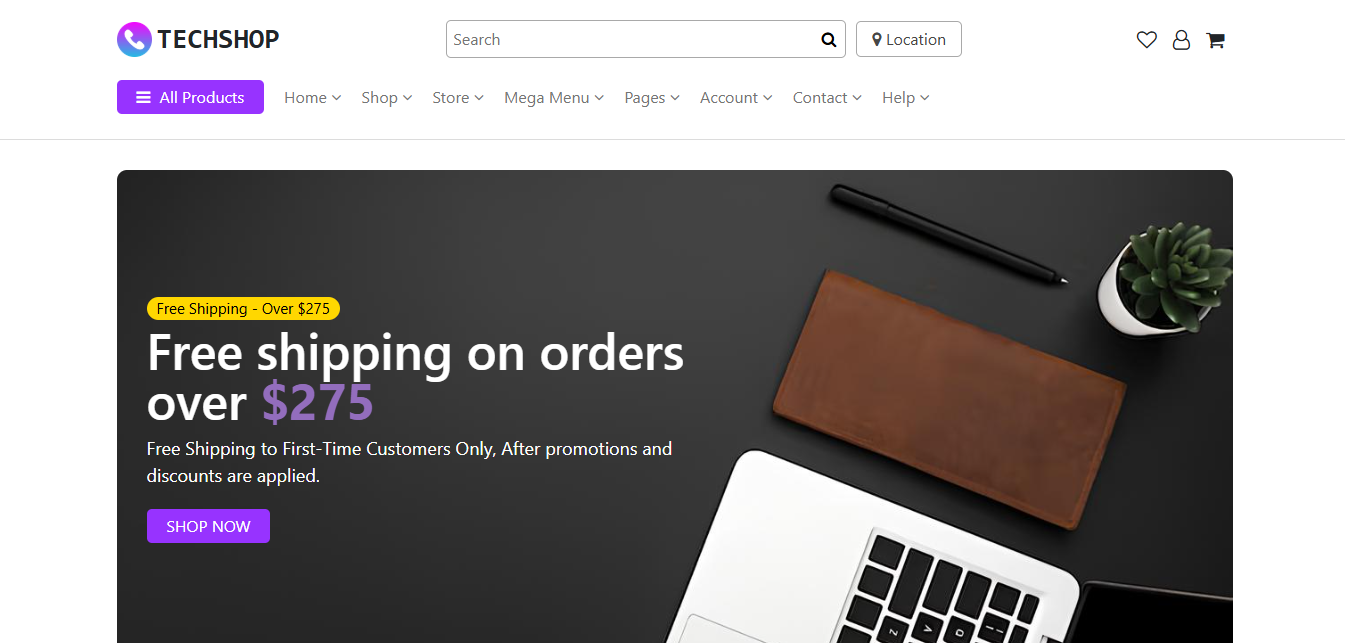 TECHSHOP
Search
Location
All Products
Home
Shop
Store
Mega Menu
Pages
Account
Contact
Help
Free Shipping - Over $275
Free shipping on orders
over $275
Free Shipping to First-Time Customers Only, After promotions and
discounts are applied.
SHOP NOW
Z
V
O